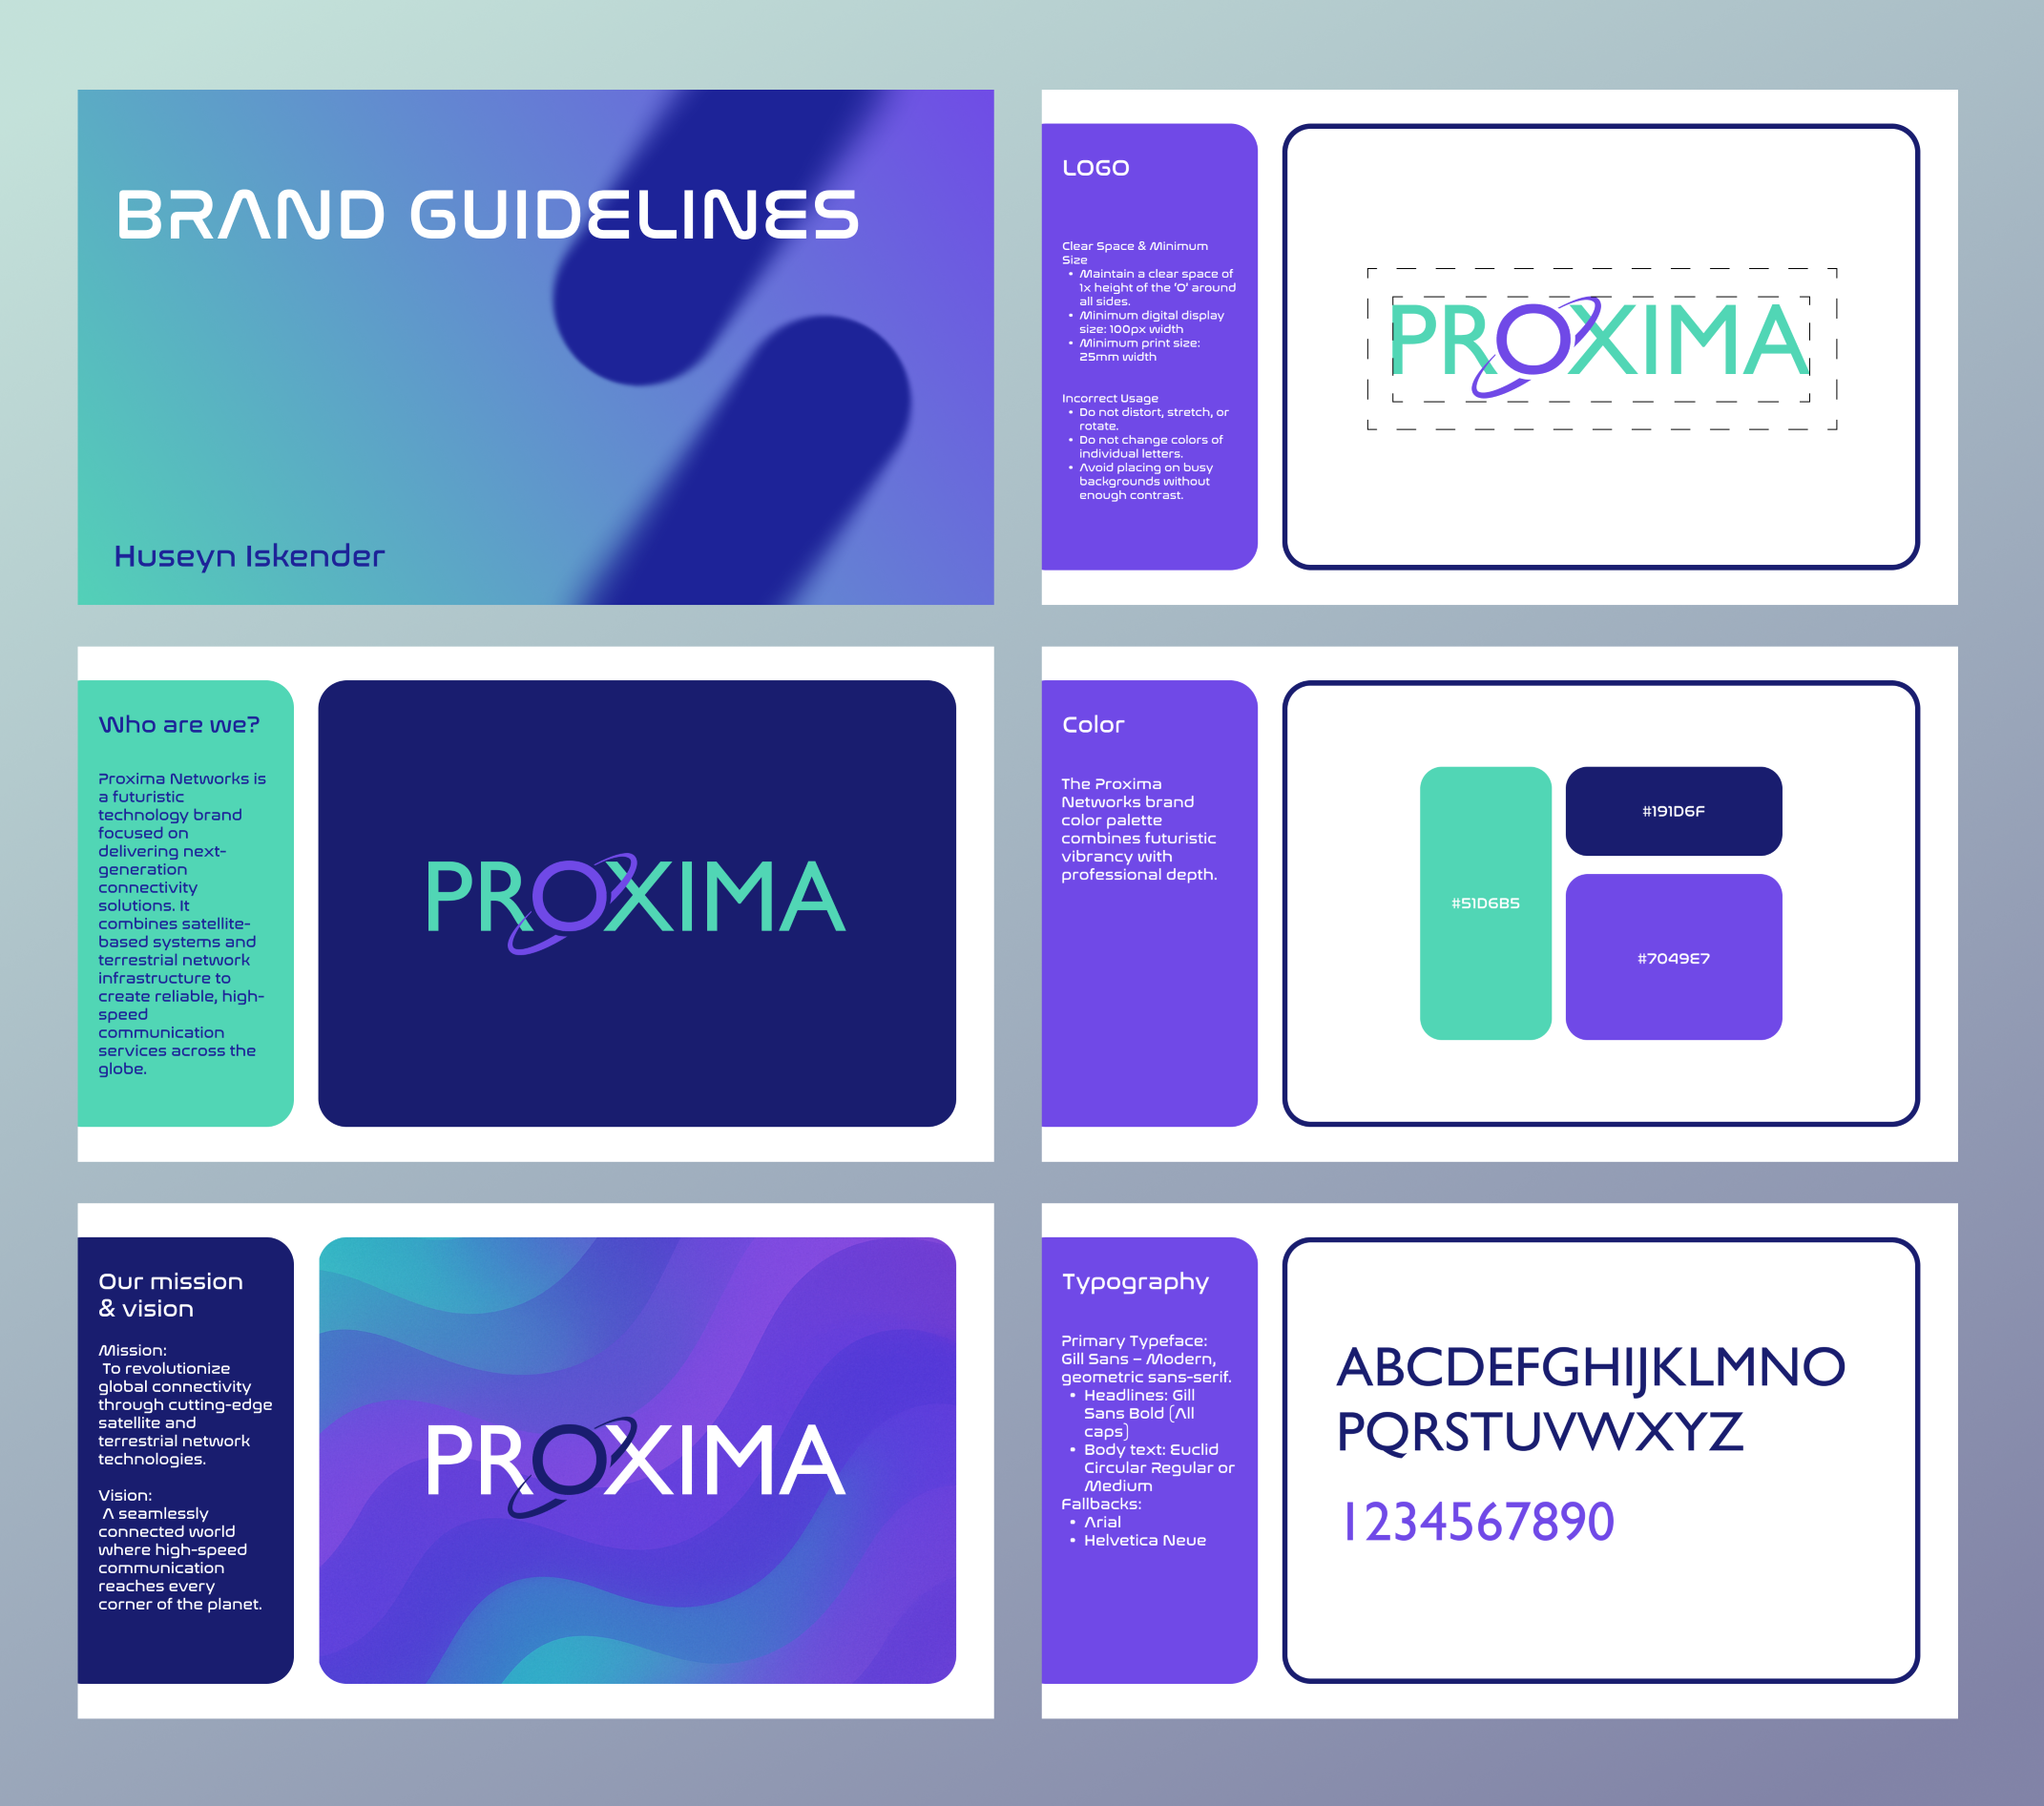 BRAND GUIDELINES
Huseyn Iskender
LOGO
Clear Space & Minimum
Size
• Maintain a clear space of
1x height of the 'O' around
all sides.
• Minimum digital display
size: 100px width
• Minimum print size:
25mm width
Incorrect Usage
• Do not distort, stretch, or
rotate.
• Do not change colors of
individual letters.
• Avoid placing on busy
backgrounds without
enough contrast.
PROXIMA
Who are we?
Proxima Networks is
a futuristic
technology brand
focused on
delivering next-
generation
connectivity
solutions. It
combines satellite-
based systems and
terrestrial network
infrastructure to
create reliable, high-
speed
communication
services across the
globe.
PROXIMA
Color
The Proxima
Networks brand
color palette
combines futuristic
vibrancy with
professional depth.
#51D6B5
#191D6F
#7049E7
Our mission
& vision
Mission:
To revolutionize
global connectivity
through cutting-edge
satellite and
terrestrial network
technologies.
Vision:
A seamlessly
connected world
where high-speed
communication
reaches every
corner of the planet.
PROXIMA
Typography
Primary Typeface:
Gill Sans – Modern,
geometric sans-serif.
• Headlines: Gill
Sans Bold (All
caps)
• Body text: Euclid
Circular Regular or
Medium
Fallbacks:
• Arial
• Helvetica Neue
ABCDEFGHIJKLMNO
PQRSTUVWXYZ
1234567890